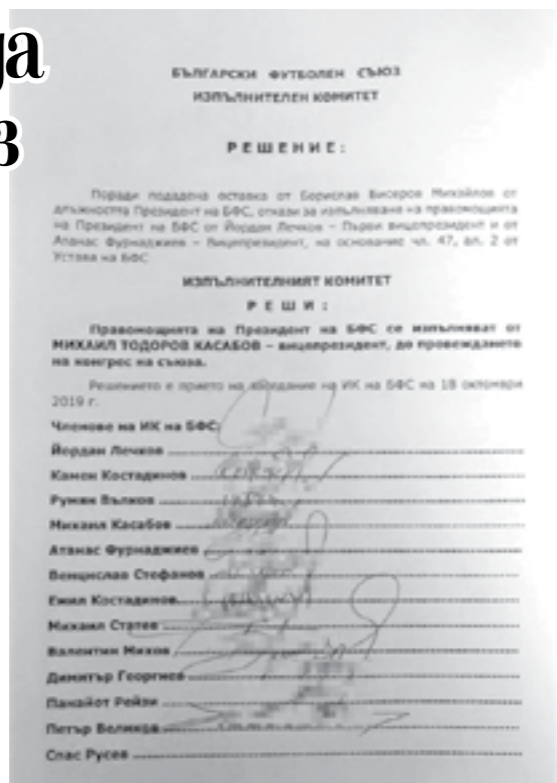 да
з
БЪЛГАРСКИ ФУТБОЛЕН СЪЮЗ
ИЗПЪЛНИТЕЛЕН КОМИТЕТ
РЕШЕНИЕ:
Поради подадена оставка от Борислав Бисеров Михайлов от
длъжността Президент на БФС, откази за изпълняване на правомощията
на Президент на БФС от Йордан Лечков – Първи вицепрезидент и от
Атанас Фурнаджиев – Вицепрезидент, на основание чл. 47, ал. 2 от
Устава на БФС
ИЗПЪЛНИТЕЛНИЯТ КОМИТЕТ
РЕШИ:
Правомощията на Президент на БФС се изпълняват от
МИХАИЛ ТОДОРОВ КАСАБОВ – вицепрезидент, до провеждането
на конгрес на съюза.
Решението е прието на заседание на ИК на БФС на 18 октомври
2019 г.
Членове на ИК на БФС:
Йордан Лечков
Камен Костадинов
Румен Вълков
Михаил Касабов
Атанас Фурнаджиев
Венцислав Стефанов
Емил Костадинов
Михаил Статев
Валентин Михов
Димитър Георгиев
Панайот Рейзи
Петър Великов
Спас Русев